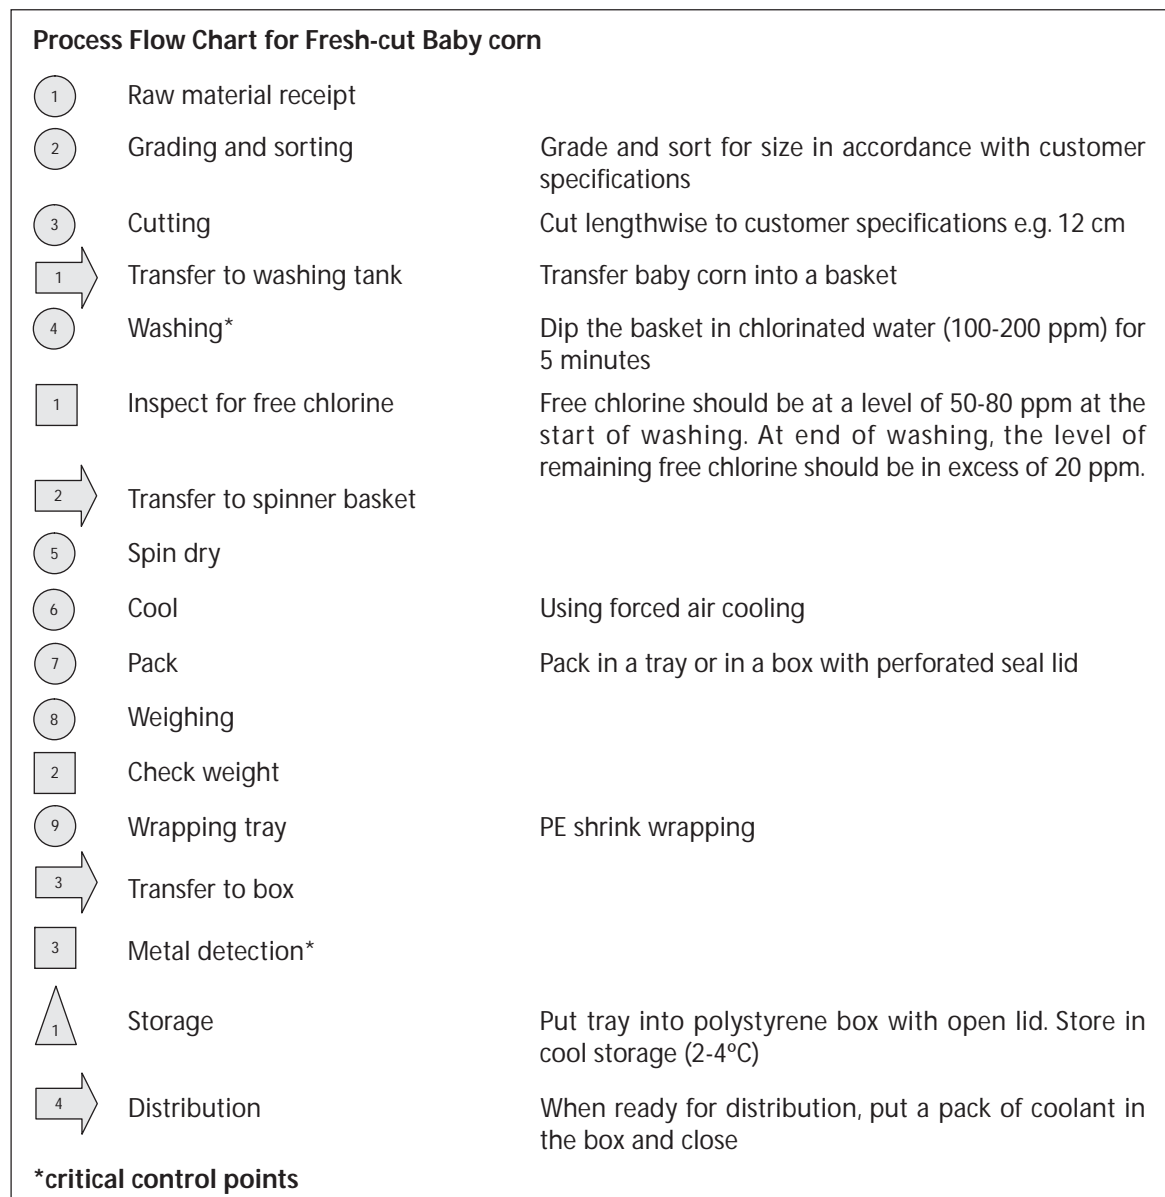 Process Flow Chart for Fresh-cut Baby corn
1 Raw material receipt
2 Grading and sorting Grade and sort for size in accordance with customer
specifications
3 Cutting Cut lengthwise to customer specifications e.g. 12 cm
1 Transfer to washing tank Transfer baby corn into a basket
4 Washing* Dip the basket in chlorinated water (100-200 ppm) for
5 minutes
1 Inspect for free chlorine Free chlorine should be at a level of 50-80 ppm at the
start of washing. At end of washing, the level of
remaining free chlorine should be in excess of 20 ppm.
2 Transfer to spinner basket
5 Spin dry
6 Cool Using forced air cooling
7 Pack Pack in a tray or in a box with perforated seal lid
8 Weighing
2 Check weight
9 Wrapping tray PE shrink wrapping
3 Transfer to box
3 Metal detection*
1 Storage Put tray into polystyrene box with open lid. Store in
cool storage (2-4ºC)
4 Distribution When ready for distribution, put a pack of coolant in
the box and close
*critical control points